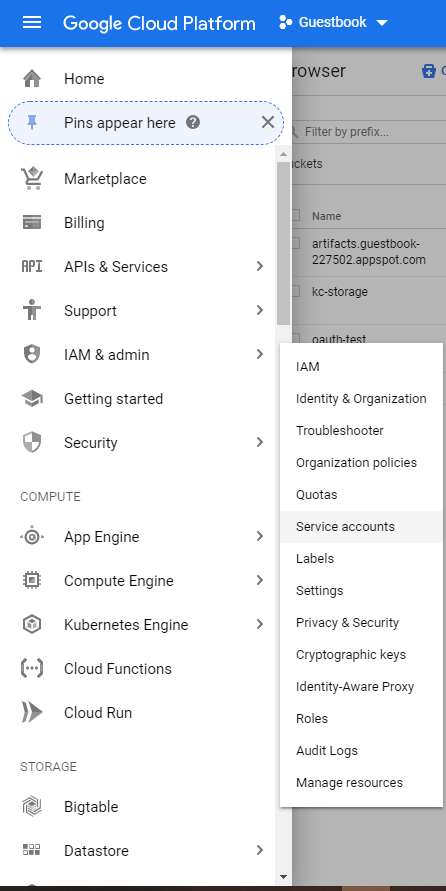 Google Cloud Platform
Guestbook
Home
Pins appear here
Marketplace
Billing
API APIs & Services
Support
IAM & admin
Getting started
Security
COMPUTE
App Engine
Compute Engine
Kubernetes Engine
Cloud Functions
Cloud Run
STORAGE
Bigtable
Datastore
rowser
Filter by prefix...
uckets
Name
artifacts.guestbook-
227502.appspot.com
kc-storage
oauth-test
IAM
Identity & Organization
Troubleshooter
Organization policies
Quotas
Service accounts
Labels
Settings
Privacy & Security
Cryptographic keys
Identity-Aware Proxy
Roles
Audit Logs
Manage resources